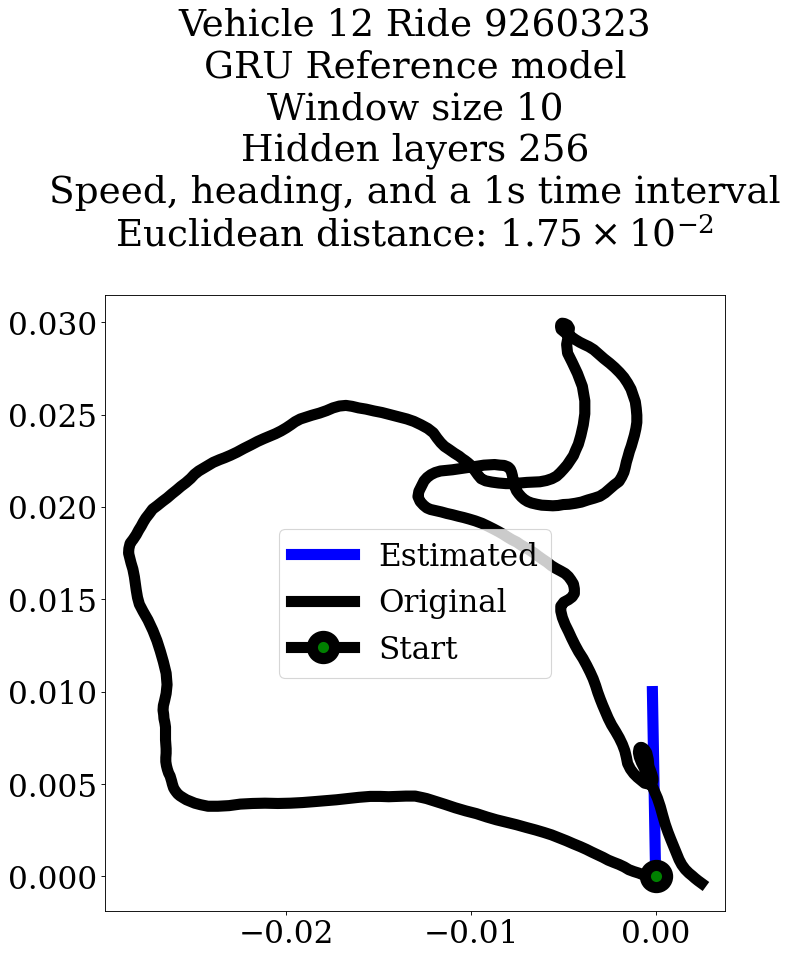 Vehicle 12 Ride 9260323
GRU Reference model
Window size 10
Hidden layers 256
Speed, heading, and a 1s time interval
Euclidean distance: 1.75 × 10⁻²
0.030
0.025
0.020
0.015
0.010
0.005
0.000
Estimated
Original
Start
−0.02
−0.01
0.00